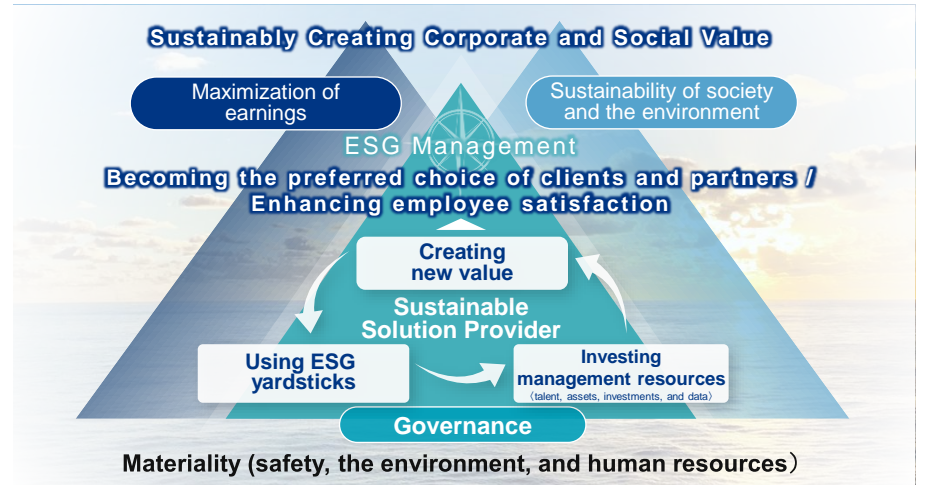 Sustainably Creating Corporate and Social Value
Maximization of
earnings
Sustainability of society
and the environment
ESG Management
Becoming the preferred choice of clients and partners /
Enhancing employee satisfaction
Creating
new value
Sustainable
Solution Provider
Using ESG
yardsticks
Investing
management resources
〈talent, assets, investments, and data〉
Governance
Materiality (safety, the environment, and human resources）